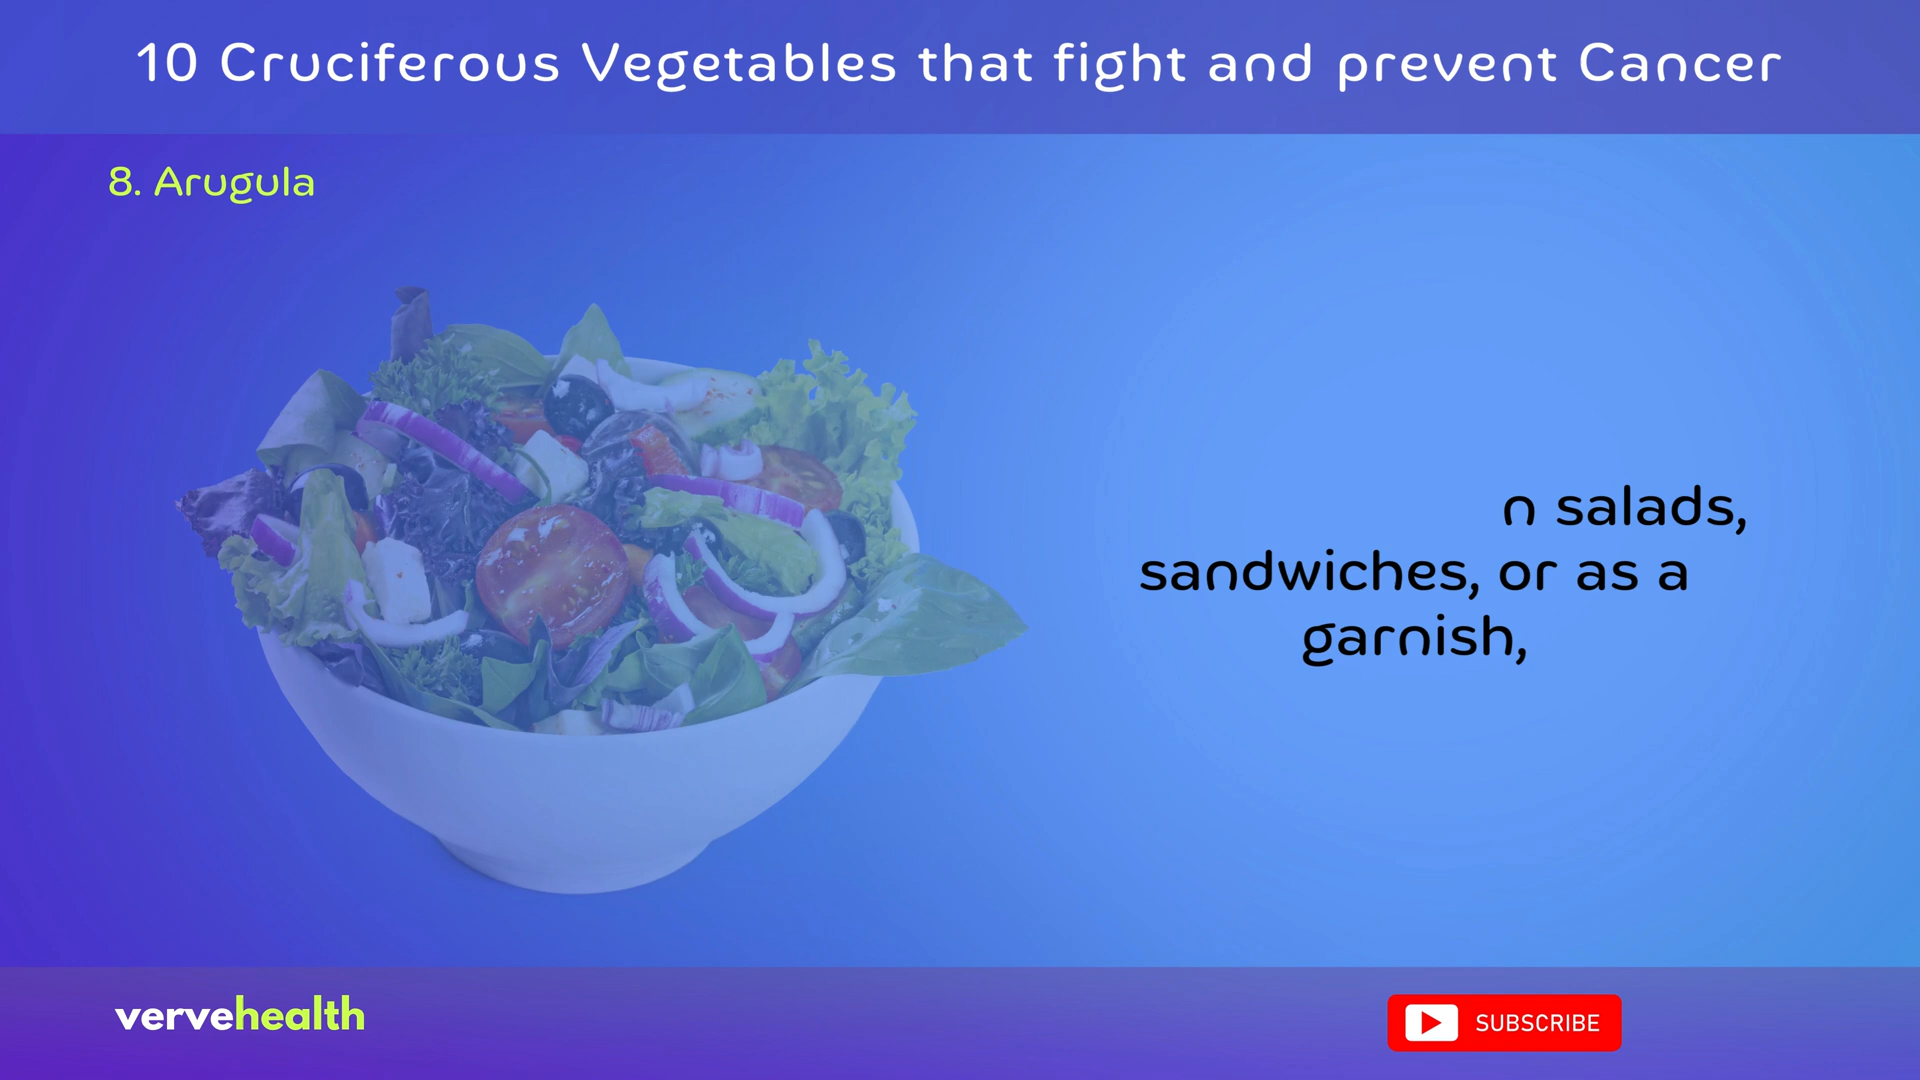 10 Cruciferous Vegetables that fight and prevent Cancer
8. Arugula
n salads,
sandwiches, or as a
garnish,
vervehealth
SUBSCRIBE